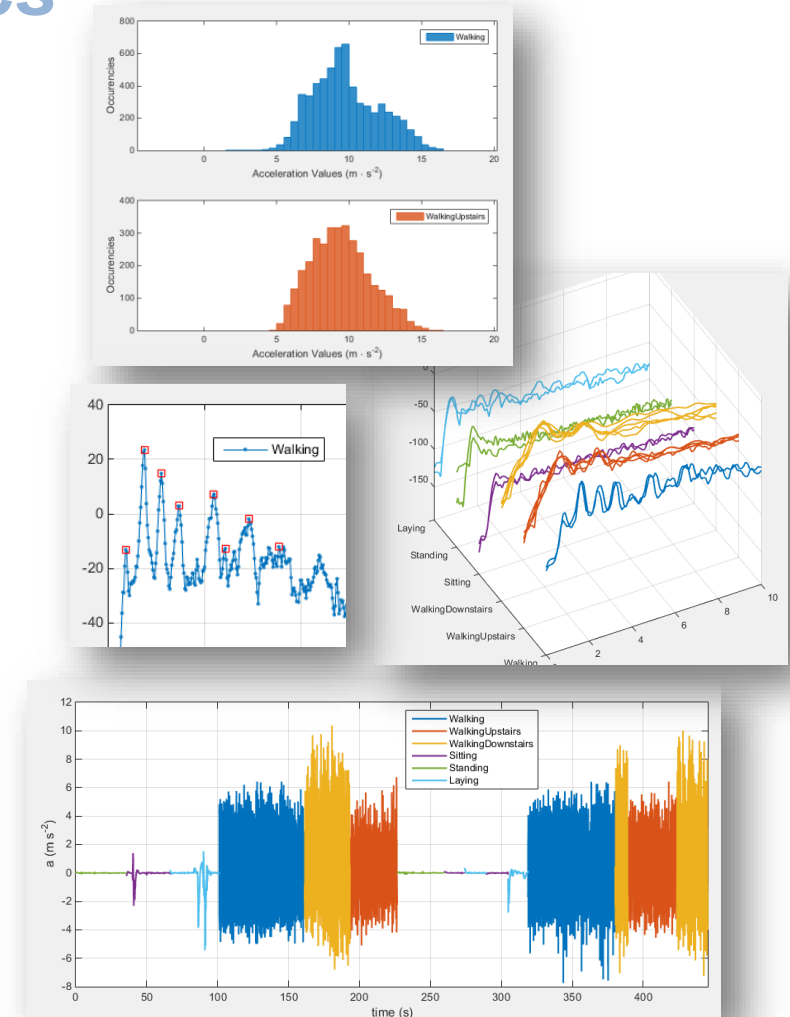 800
600
400
200
0
Occurencies
Walking
0 5 10 15 20
Acceleration Values (m · s⁻²)
400
300
200
100
0
Occurencies
WalkingUpstairs
0 5 10 15 20
Acceleration Values (m · s⁻²)
40
20
0
-20
-40
Walking
-50
-100
-150
Laying
Standing
Sitting
WalkingDownstairs
WalkingUpstairs
Walking
2 4 6 8 10
12
10
8
6
4
2
0
-2
-4
-6
-8
a (m s⁻²)
Walking
WalkingUpstairs
WalkingDownstairs
Sitting
Standing
Laying
0 50 100 150 200 250 300 350 400
time (s)